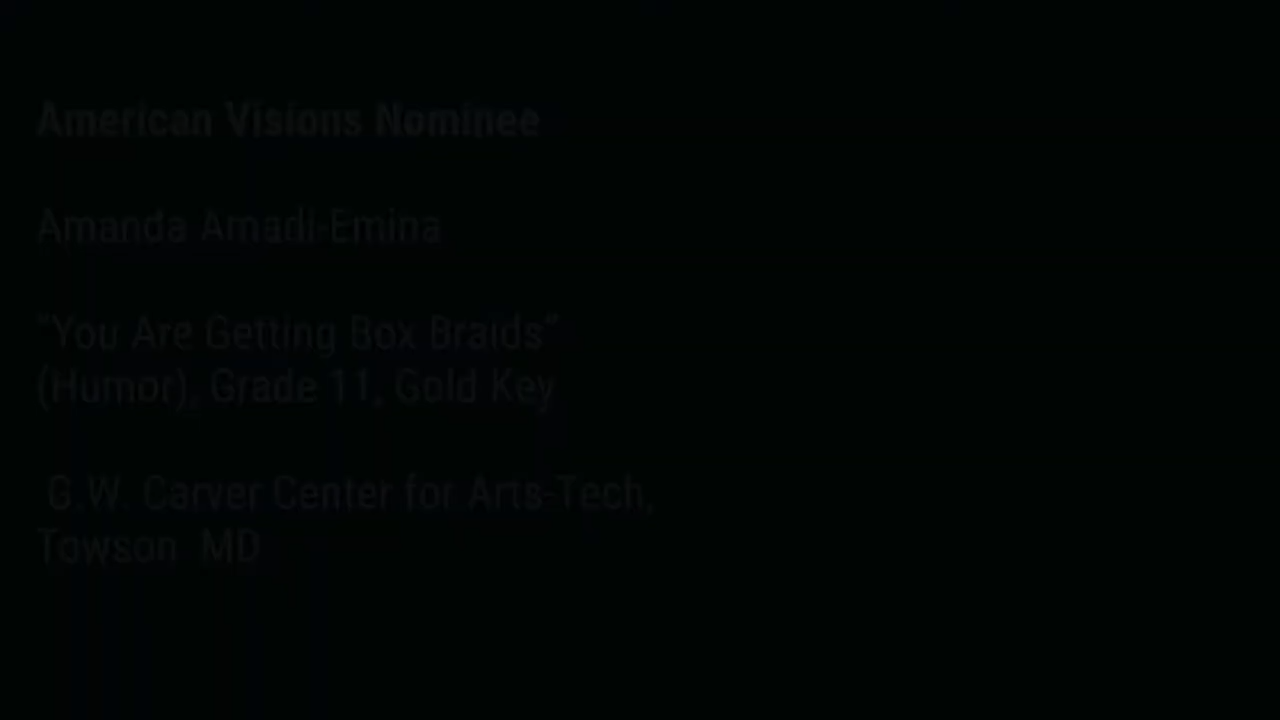 American Visions Nominee
Amanda Amadi-Emina
“You Are Getting Box Braids”
(Humor), Grade 11, Gold Key
G.W. Carver Center for Arts-Tech,
Towson, MD